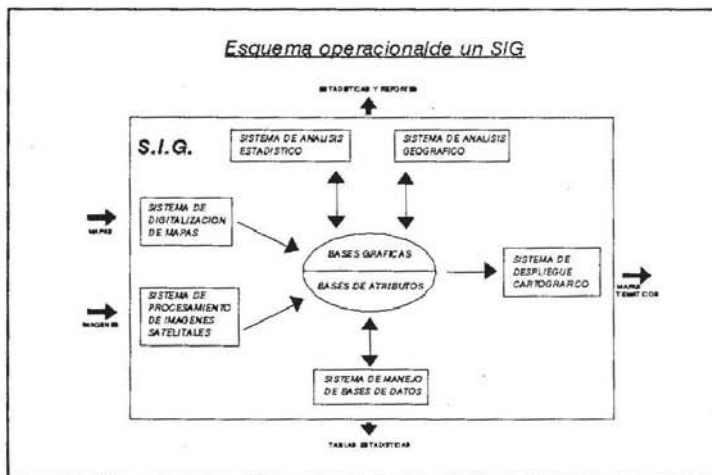 Esquema operacionalde un SIG
ESTADISTICAS Y REPORTES
S.I.G.
SISTEMA DE ANALISIS
ESTADISTICO
SISTEMA DE ANALISIS
GEOGRAFICO
MAPAS
SISTEMA DE
DIGITALIZACION
DE MAPAS
BASES GRAFICAS
BASES DE ATRIBUTOS
SISTEMA DE
DESPLIEGUE
CARTOGRAFICO
MAPAS
TEMATICOS
IMAGENES
SISTEMA DE
PROCESAMIENTO
DE IMAGENES
SATELITALES
SISTEMA DE MANEJO
DE BASES DE DATOS
TABLAS ESTADISTICAS